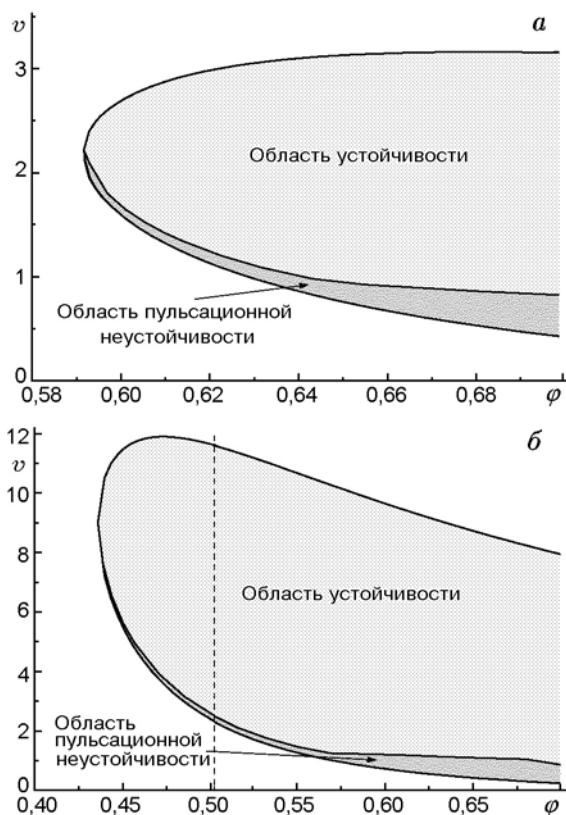 v
а
3
2
1
0
Область устойчивости
Область пульсационной
неустойчивости
0,58
0,60
0,62
0,64
0,66
0,68
φ
12
v
б
10
8
6
4
2
0
Область устойчивости
Область
пульсационной
неустойчивости
0,40
0,45
0,50
0,55
0,60
0,65
φ